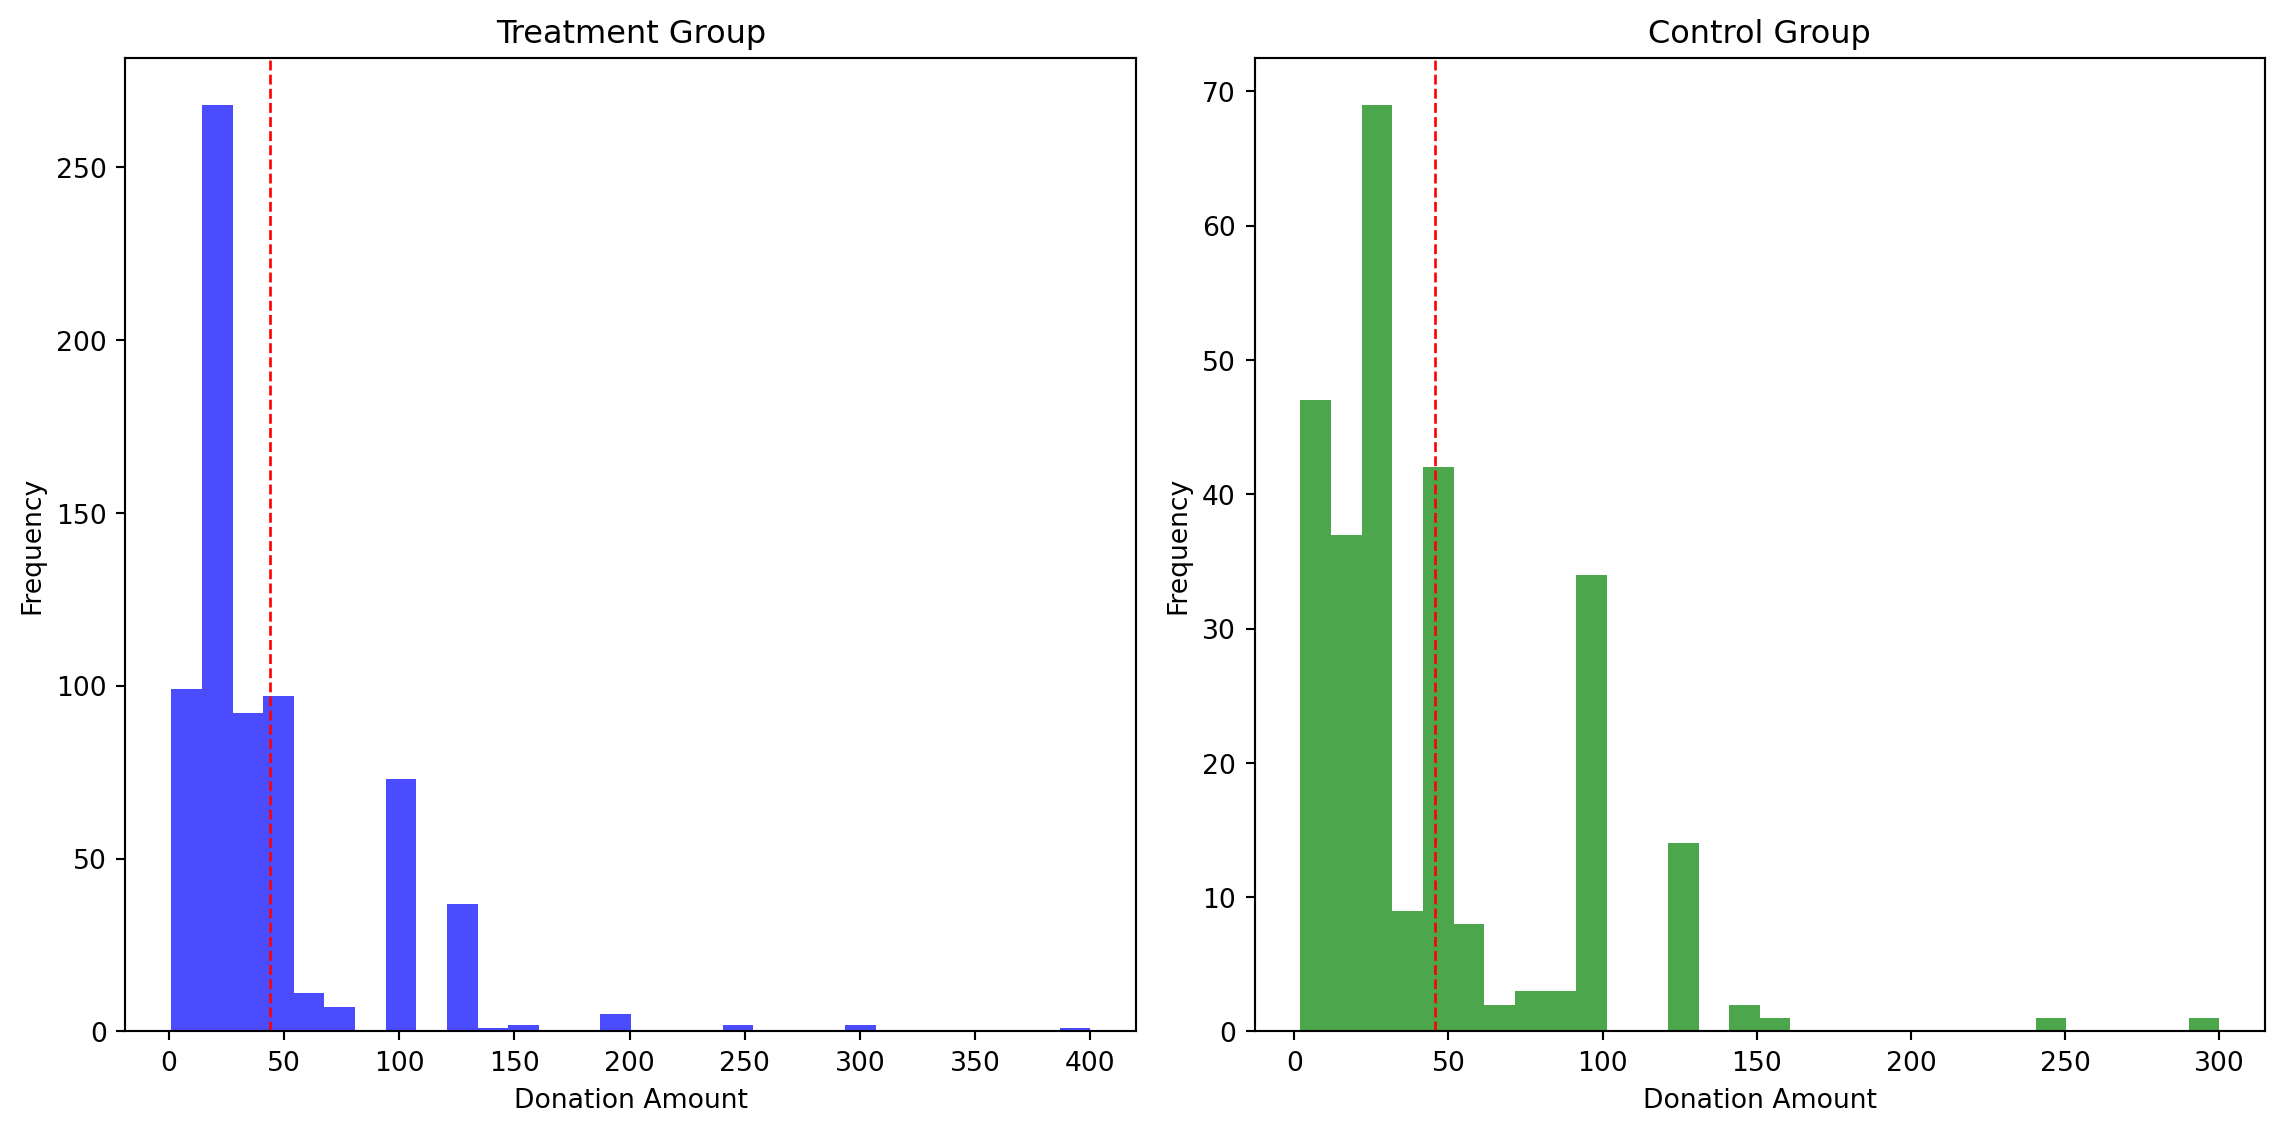 Treatment Group
Frequency
250
200
150
100
50
0
0 50 100 150 200 250 300 350 400
Donation Amount
Control Group
Frequency
70
60
50
40
30
20
10
0
0 50 100 150 200 250 300
Donation Amount